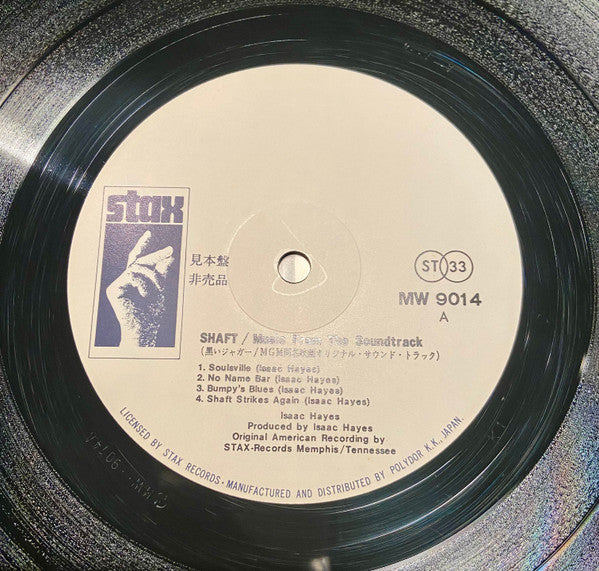 stax
見本盤
非売品
ST 33
MW 9014
A
SHAFT / Music From The Soundtrack
(黒いジャガー/MGM同名映画オリジナル・サウンド・トラック)
1. Soulsville (Isaac Hayes)
2. No Name Bar (Isaac Hayes)
3. Bumpy's Blues (Isaac Hayes)
4. Shaft Strikes Again (Isaac Hayes)
Isaac Hayes
Produced by Isaac Hayes
Original American Recording by
STAX-Records Memphis/Tennessee
LICENSED BY STAX RECORDS・MANUFACTURED AND DISTRIBUTED BY POLYDOR K.K., JAPAN.